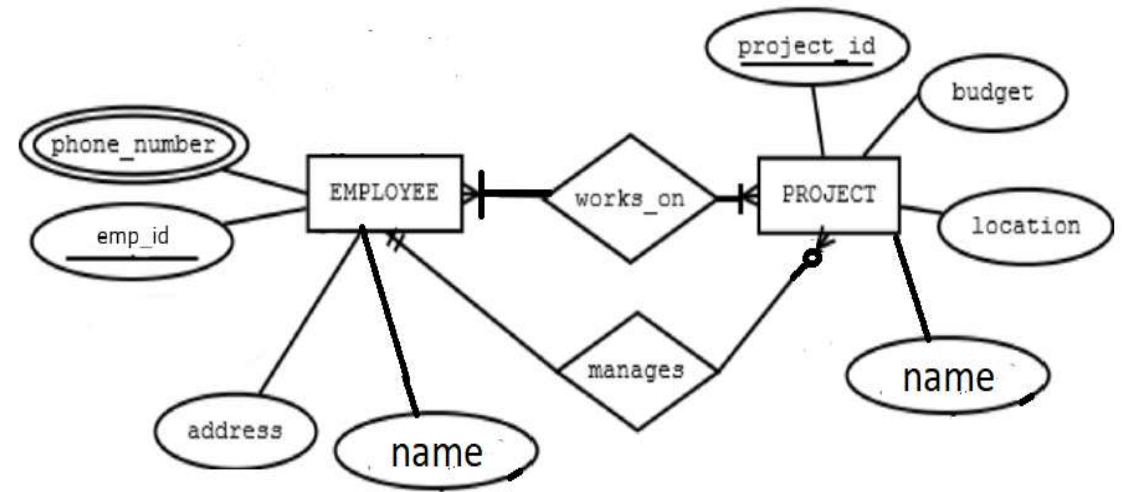 project_id
budget
phone_number
EMPLOYEE
works_on
PROJECT
emp_id
location
manages
name
address
name